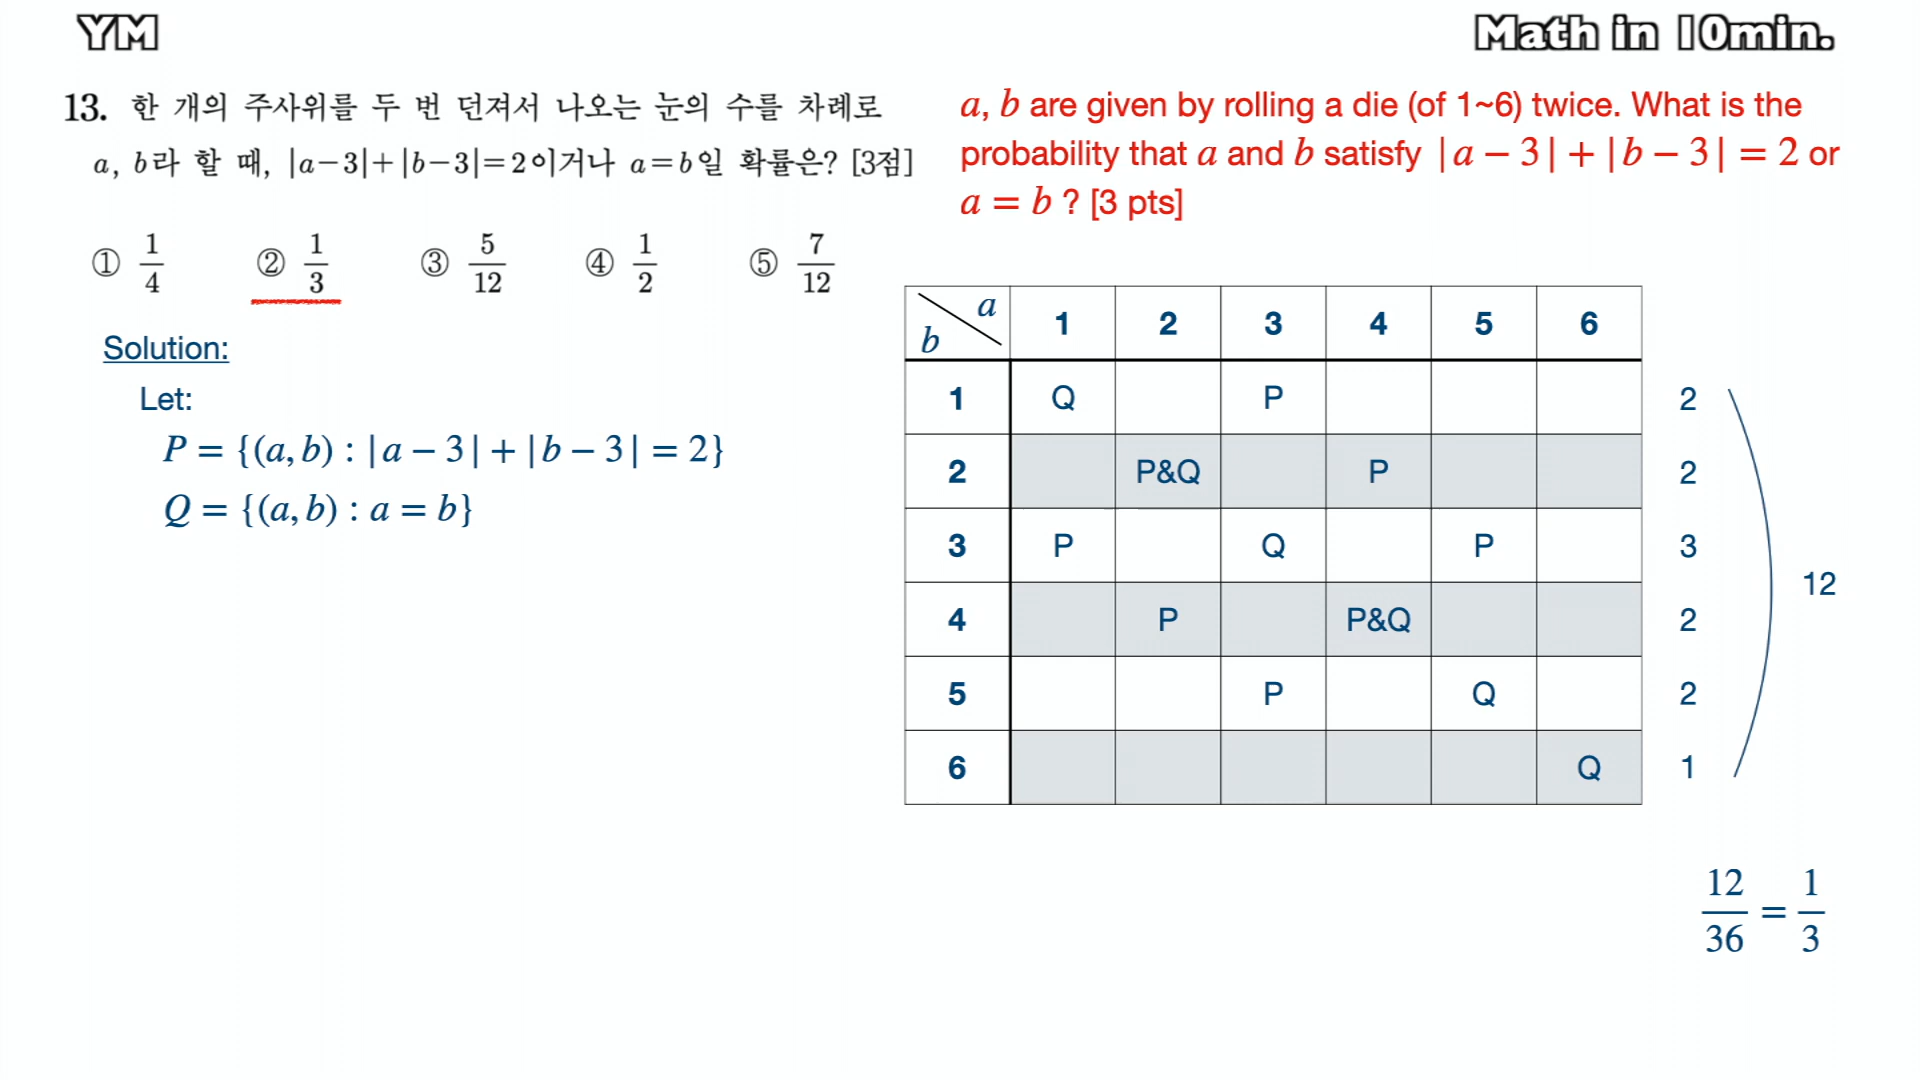 YM
Math in 10min.
13. 한 개의 주사위를 두 번 던져서 나오는 눈의 수를 차례로
a, b라 할 때, |a−3|+|b−3|=2이거나 a=b일 확률은? [3점]
① 1/4 ② 1/3 ③ 5/12 ④ 1/2 ⑤ 7/12
a, b are given by rolling a die (of 1~6) twice. What is the
probability that a and b satisfy |a − 3| + |b − 3| = 2 or
a = b ? [3 pts]
Solution:
Let:
P = {(a, b) : |a − 3| + |b − 3| = 2}
Q = {(a, b) : a = b}
b a 1 2 3 4 5 6
1 Q P 2
2 P&Q P 2
3 P Q P 3
4 P P&Q 2
5 P Q 2
6 Q 1
12
12/36 = 1/3